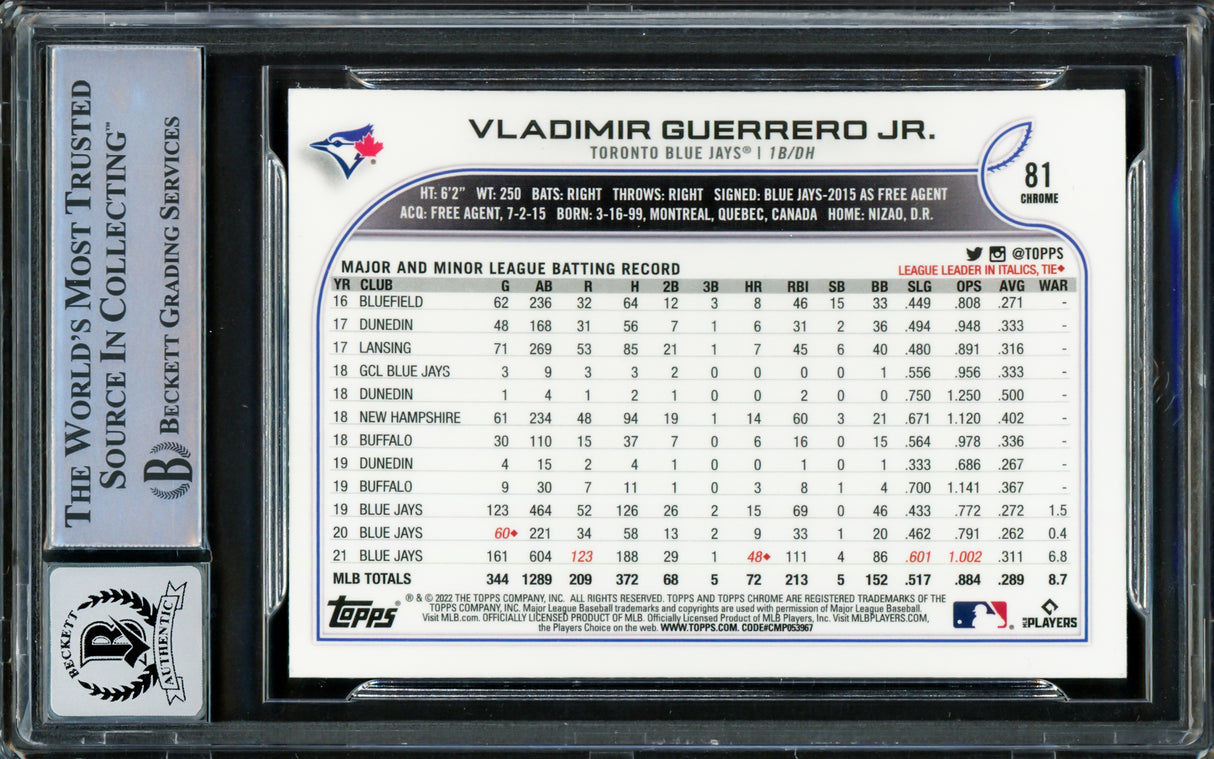 THE WORLD'S MOST TRUSTED
SOURCE IN COLLECTING™
B BECKETT GRADING SERVICES
BECKETT
B
AUTHENTIC
VLADIMIR GUERRERO JR.
TORONTO BLUE JAYS® | 1B/DH
81
CHROME
HT: 6'2" WT: 250 BATS: RIGHT THROWS: RIGHT SIGNED: BLUE JAYS-2015 AS FREE AGENT
ACQ: FREE AGENT, 7-2-15 BORN: 3-16-99, MONTREAL, QUEBEC, CANADA HOME: NIZAO, D.R.
@TOPPS
MAJOR AND MINOR LEAGUE BATTING RECORD
LEAGUE LEADER IN ITALICS, TIE◆
YR CLUB G AB R H 2B 3B HR RBI SB BB SLG OPS AVG WAR
16 BLUEFIELD 62 236 32 64 12 3 8 46 15 33 .449 .808 .271 -
17 DUNEDIN 48 168 31 56 7 1 6 31 2 36 .494 .948 .333 -
17 LANSING 71 269 53 85 21 1 7 45 6 40 .480 .891 .316 -
18 GCL BLUE JAYS 3 9 3 3 2 0 0 0 0 1 .556 .956 .333 -
18 DUNEDIN 1 4 1 2 1 0 0 2 0 0 .750 1.250 .500 -
18 NEW HAMPSHIRE 61 234 48 94 19 1 14 60 3 21 .671 1.120 .402 -
18 BUFFALO 30 110 15 37 7 0 6 16 0 15 .564 .978 .336 -
19 DUNEDIN 4 15 2 4 1 0 0 1 0 1 .333 .686 .267 -
19 BUFFALO 9 30 7 11 1 0 3 8 1 4 .700 1.141 .367 -
19 BLUE JAYS 123 464 52 126 26 2 15 69 0 46 .433 .772 .272 1.5
20 BLUE JAYS 60◆ 221 34 58 13 2 9 33 1 20 .462 .791 .262 0.4
21 BLUE JAYS 161 604 123 188 29 1 48◆ 111 4 86 .601 1.002 .311 6.8
MLB TOTALS 344 1289 209 372 68 5 72 213 5 152 .517 .884 .289 8.7
Topps®
® & © 2022 THE TOPPS COMPANY, INC. ALL RIGHTS RESERVED. TOPPS AND TOPPS CHROME ARE REGISTERED TRADEMARKS OF THE
TOPPS COMPANY, INC. Major League Baseball trademarks and copyrights are used with permission of Major League Baseball.
Visit MLB.com. OFFICIALLY LICENSED PRODUCT OF MLB. Officially Licensed Product of MLB Players, Inc. Visit MLBPLAYERS.COM,
the Players Choice on the web. WWW.TOPPS.COM. CODE#CMP053967
MLB PLAYERS